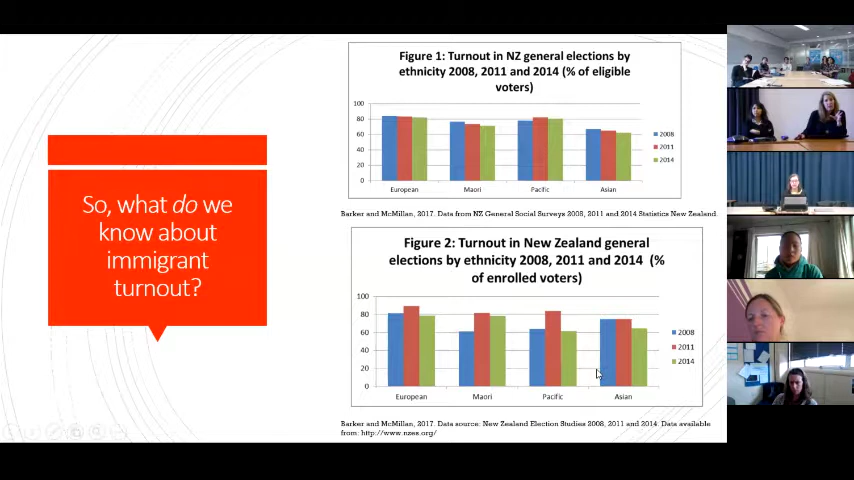 So, what do we
know about
immigrant
turnout?
Figure 1: Turnout in NZ general elections by
ethnicity 2008, 2011 and 2014 (% of eligible
voters)
100
80
60
40
20
0
European
Maori
Pacific
Asian
2008
2011
2014
Barker and McMillan, 2017. Data from NZ General Social Surveys 2008, 2011 and 2014 Statistics New Zealand.
Figure 2: Turnout in New Zealand general
elections by ethnicity 2008, 2011 and 2014 (%
of enrolled voters)
100
80
60
40
20
0
European
Maori
Pacific
Asian
2008
2011
2014
Barker and McMillan, 2017. Data source: New Zealand Election Studies 2008, 2011 and 2014. Data available
from: http://www.nzes.org/